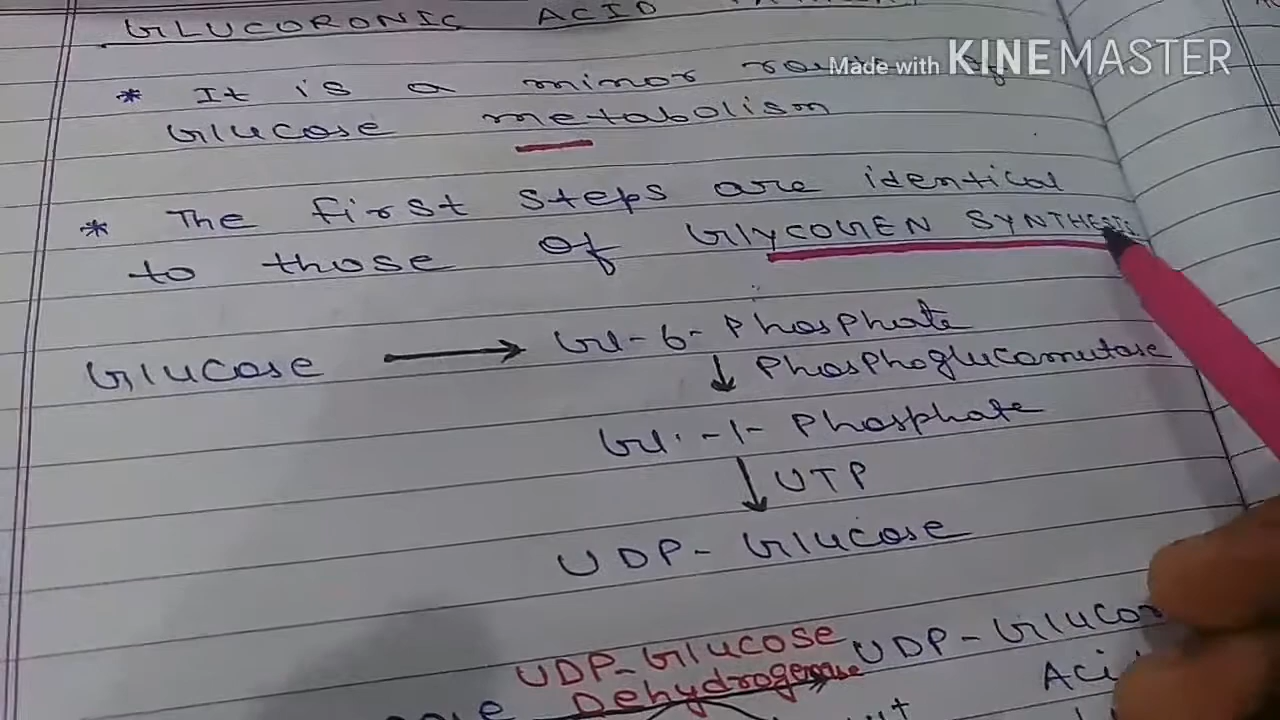 GLUCORONIC ACID
Made with KINEMASTER
* It is a minor route of
Glucose metabolism
* The first steps are identical
to those of GlyCOGEN SYNTHESIS
Glucose → Gl-6-Phosphate
↓ Phosphoglucomutase
Gl.-1-Phosphate
↓ UTP
UDP-Glucose
UDP-Glucose
Dehydrogenase
UDP-Glucor
Aci